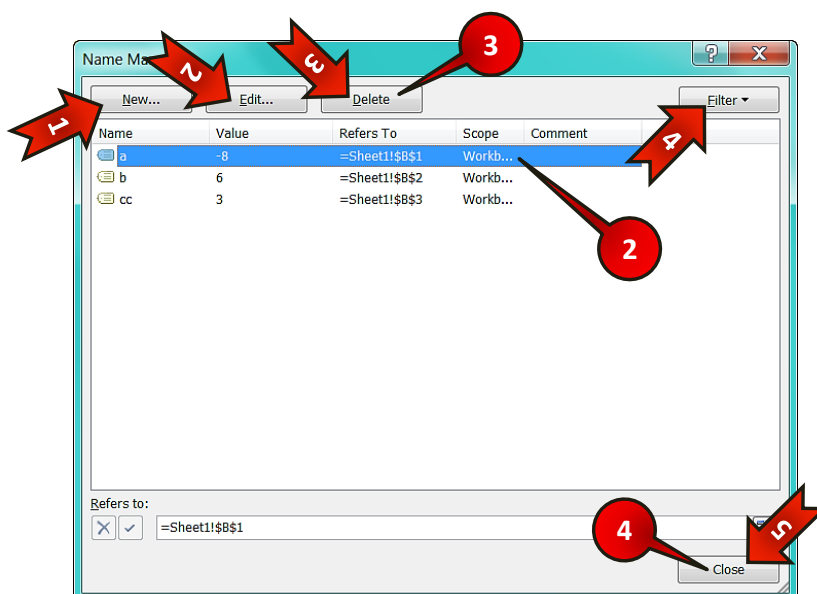 3
Name Ma
?
X
1
2
3
New...
Edit...
Delete
Filter
4
Name Value Refers To Scope Comment
a -8 =Sheet1!$B$1 Workb...
b 6 =Sheet1!$B$2 Workb...
cc 3 =Sheet1!$B$3 Workb...
2
Refers to:
=Sheet1!$B$1
4
5
Close